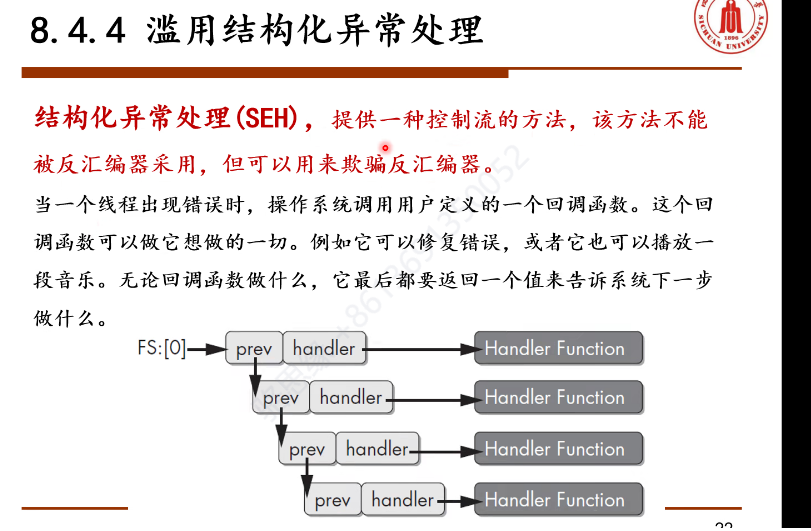 8.4.4 滥用结构化异常处理
SICHUAN UNIVERSITY
1896
结构化异常处理(SEH)，提供一种控制流的方法，该方法不能
被反汇编器采用，但可以用来欺骗反汇编器。
当一个线程出现错误时，操作系统调用用户定义的一个回调函数。这个回
调函数可以做它想做的一切。例如它可以修复错误，或者它也可以播放一
段音乐。无论回调函数做什么，它最后都要返回一个值来告诉系统下一步
做什么。
FS:[0] prev handler Handler Function
prev handler Handler Function
prev handler Handler Function
prev handler Handler Function